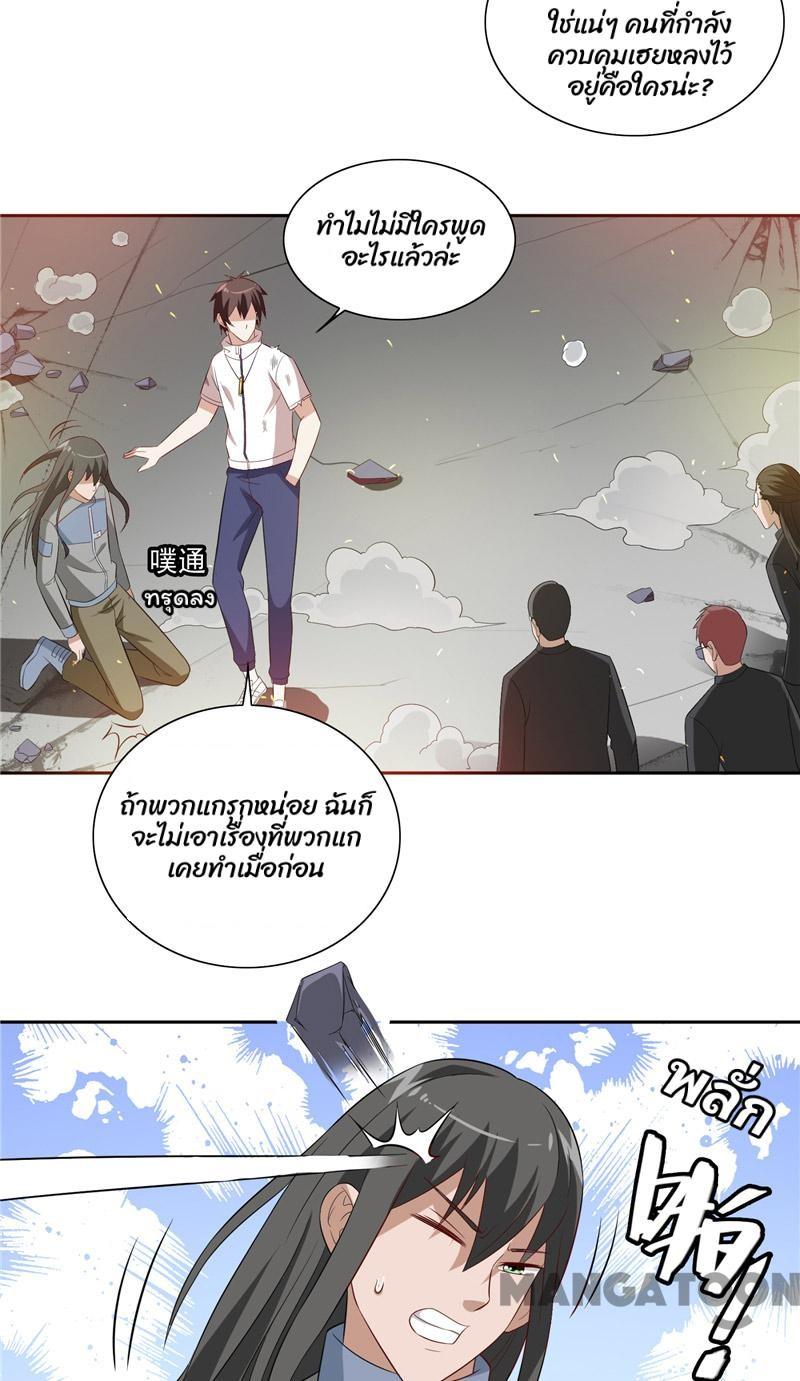 ใช่แน่ๆ คนที่กำลัง
ควบคุมเฮยหลงไว้
อยู่คือใครน่ะ?
ทำไมไม่มีใครพูด
อะไรแล้วล่ะ
噗通
ทรุดลง
ถ้าพวกแกรุกหน่อย ฉันก็
จะไม่เอาเรื่องที่พวกแก
เคยทำเมื่อก่อน
พลั่ก
MANGATOON